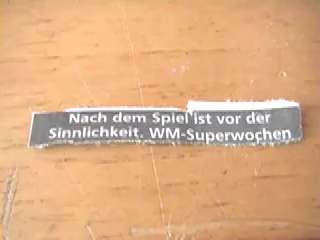 Nach dem Spiel ist vor der
Sinnlichkeit. WM-Superwochen